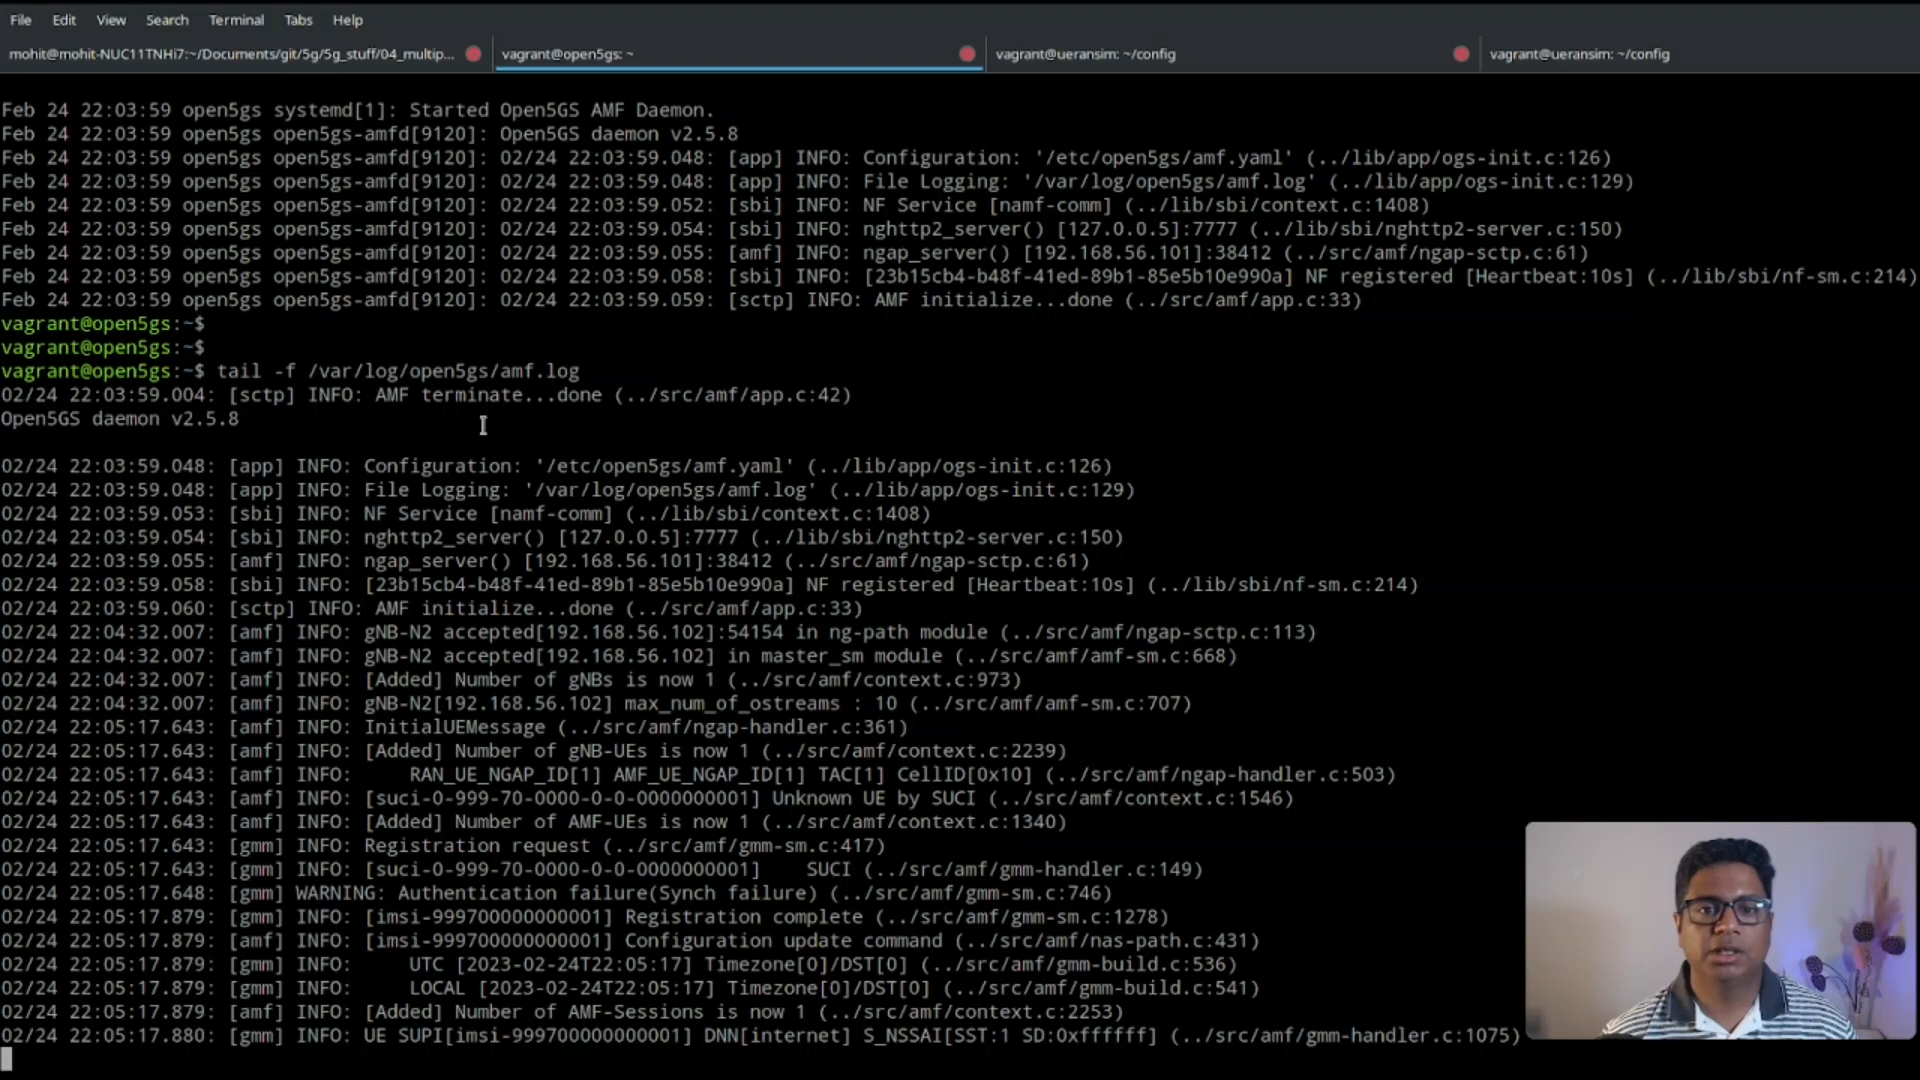 File Edit View Search Terminal Tabs Help
mohit@mohit-NUC11TNHi7:~/Documents/git/5g/5g_stuff/04_multip... vagrant@open5gs: ~ vagrant@ueransim: ~/config vagrant@ueransim: ~/config
Feb 24 22:03:59 open5gs systemd[1]: Started Open5GS AMF Daemon.
Feb 24 22:03:59 open5gs open5gs-amfd[9120]: Open5GS daemon v2.5.8
Feb 24 22:03:59 open5gs open5gs-amfd[9120]: 02/24 22:03:59.048: [app] INFO: Configuration: '/etc/open5gs/amf.yaml' (../lib/app/ogs-init.c:126)
Feb 24 22:03:59 open5gs open5gs-amfd[9120]: 02/24 22:03:59.048: [app] INFO: File Logging: '/var/log/open5gs/amf.log' (../lib/app/ogs-init.c:129)
Feb 24 22:03:59 open5gs open5gs-amfd[9120]: 02/24 22:03:59.052: [sbi] INFO: NF Service [namf-comm] (../lib/sbi/context.c:1408)
Feb 24 22:03:59 open5gs open5gs-amfd[9120]: 02/24 22:03:59.054: [sbi] INFO: nghttp2_server() [127.0.0.5]:7777 (../lib/sbi/nghttp2-server.c:150)
Feb 24 22:03:59 open5gs open5gs-amfd[9120]: 02/24 22:03:59.055: [amf] INFO: ngap_server() [192.168.56.101]:38412 (../src/amf/ngap-sctp.c:61)
Feb 24 22:03:59 open5gs open5gs-amfd[9120]: 02/24 22:03:59.058: [sbi] INFO: [23b15cb4-b48f-41ed-89b1-85e5b10e990a] NF registered [Heartbeat:10s] (../lib/sbi/nf-sm.c:214)
Feb 24 22:03:59 open5gs open5gs-amfd[9120]: 02/24 22:03:59.059: [sctp] INFO: AMF initialize...done (../src/amf/app.c:33)
vagrant@open5gs:~$
vagrant@open5gs:~$
vagrant@open5gs:~$ tail -f /var/log/open5gs/amf.log
02/24 22:03:59.004: [sctp] INFO: AMF terminate...done (../src/amf/app.c:42)
Open5GS daemon v2.5.8
02/24 22:03:59.048: [app] INFO: Configuration: '/etc/open5gs/amf.yaml' (../lib/app/ogs-init.c:126)
02/24 22:03:59.048: [app] INFO: File Logging: '/var/log/open5gs/amf.log' (../lib/app/ogs-init.c:129)
02/24 22:03:59.053: [sbi] INFO: NF Service [namf-comm] (../lib/sbi/context.c:1408)
02/24 22:03:59.054: [sbi] INFO: nghttp2_server() [127.0.0.5]:7777 (../lib/sbi/nghttp2-server.c:150)
02/24 22:03:59.055: [amf] INFO: ngap_server() [192.168.56.101]:38412 (../src/amf/ngap-sctp.c:61)
02/24 22:03:59.058: [sbi] INFO: [23b15cb4-b48f-41ed-89b1-85e5b10e990a] NF registered [Heartbeat:10s] (../lib/sbi/nf-sm.c:214)
02/24 22:03:59.060: [sctp] INFO: AMF initialize...done (../src/amf/app.c:33)
02/24 22:04:32.007: [amf] INFO: gNB-N2 accepted[192.168.56.102]:54154 in ng-path module (../src/amf/ngap-sctp.c:113)
02/24 22:04:32.007: [amf] INFO: gNB-N2 accepted[192.168.56.102] in master_sm module (../src/amf/amf-sm.c:668)
02/24 22:04:32.007: [amf] INFO: [Added] Number of gNBs is now 1 (../src/amf/context.c:973)
02/24 22:04:32.007: [amf] INFO: gNB-N2[192.168.56.102] max_num_of_ostreams : 10 (../src/amf/amf-sm.c:707)
02/24 22:05:17.643: [amf] INFO: InitialUEMessage (../src/amf/ngap-handler.c:361)
02/24 22:05:17.643: [amf] INFO: [Added] Number of gNB-UEs is now 1 (../src/amf/context.c:2239)
02/24 22:05:17.643: [amf] INFO:     RAN_UE_NGAP_ID[1] AMF_UE_NGAP_ID[1] TAC[1] CellID[0x10] (../src/amf/ngap-handler.c:503)
02/24 22:05:17.643: [amf] INFO: [suci-0-999-70-0000-0-0-0000000001] Unknown UE by SUCI (../src/amf/context.c:1546)
02/24 22:05:17.643: [amf] INFO: [Added] Number of AMF-UEs is now 1 (../src/amf/context.c:1340)
02/24 22:05:17.643: [gmm] INFO: Registration request (../src/amf/gmm-sm.c:417)
02/24 22:05:17.643: [gmm] INFO: [suci-0-999-70-0000-0-0-0000000001]    SUCI (../src/amf/gmm-handler.c:149)
02/24 22:05:17.648: [gmm] WARNING: Authentication failure(Synch failure) (../src/amf/gmm-sm.c:746)
02/24 22:05:17.879: [gmm] INFO: [imsi-999700000000001] Registration complete (../src/amf/gmm-sm.c:1278)
02/24 22:05:17.879: [amf] INFO: [imsi-999700000000001] Configuration update command (../src/amf/nas-path.c:431)
02/24 22:05:17.879: [gmm] INFO:     UTC [2023-02-24T22:05:17] Timezone[0]/DST[0] (../src/amf/gmm-build.c:536)
02/24 22:05:17.879: [gmm] INFO:     LOCAL [2023-02-24T22:05:17] Timezone[0]/DST[0] (../src/amf/gmm-build.c:541)
02/24 22:05:17.879: [amf] INFO: [Added] Number of AMF-Sessions is now 1 (../src/amf/context.c:2253)
02/24 22:05:17.880: [gmm] INFO: UE SUPI[imsi-999700000000001] DNN[internet] S_NSSAI[SST:1 SD:0xffffff] (../src/amf/gmm-handler.c:1075)